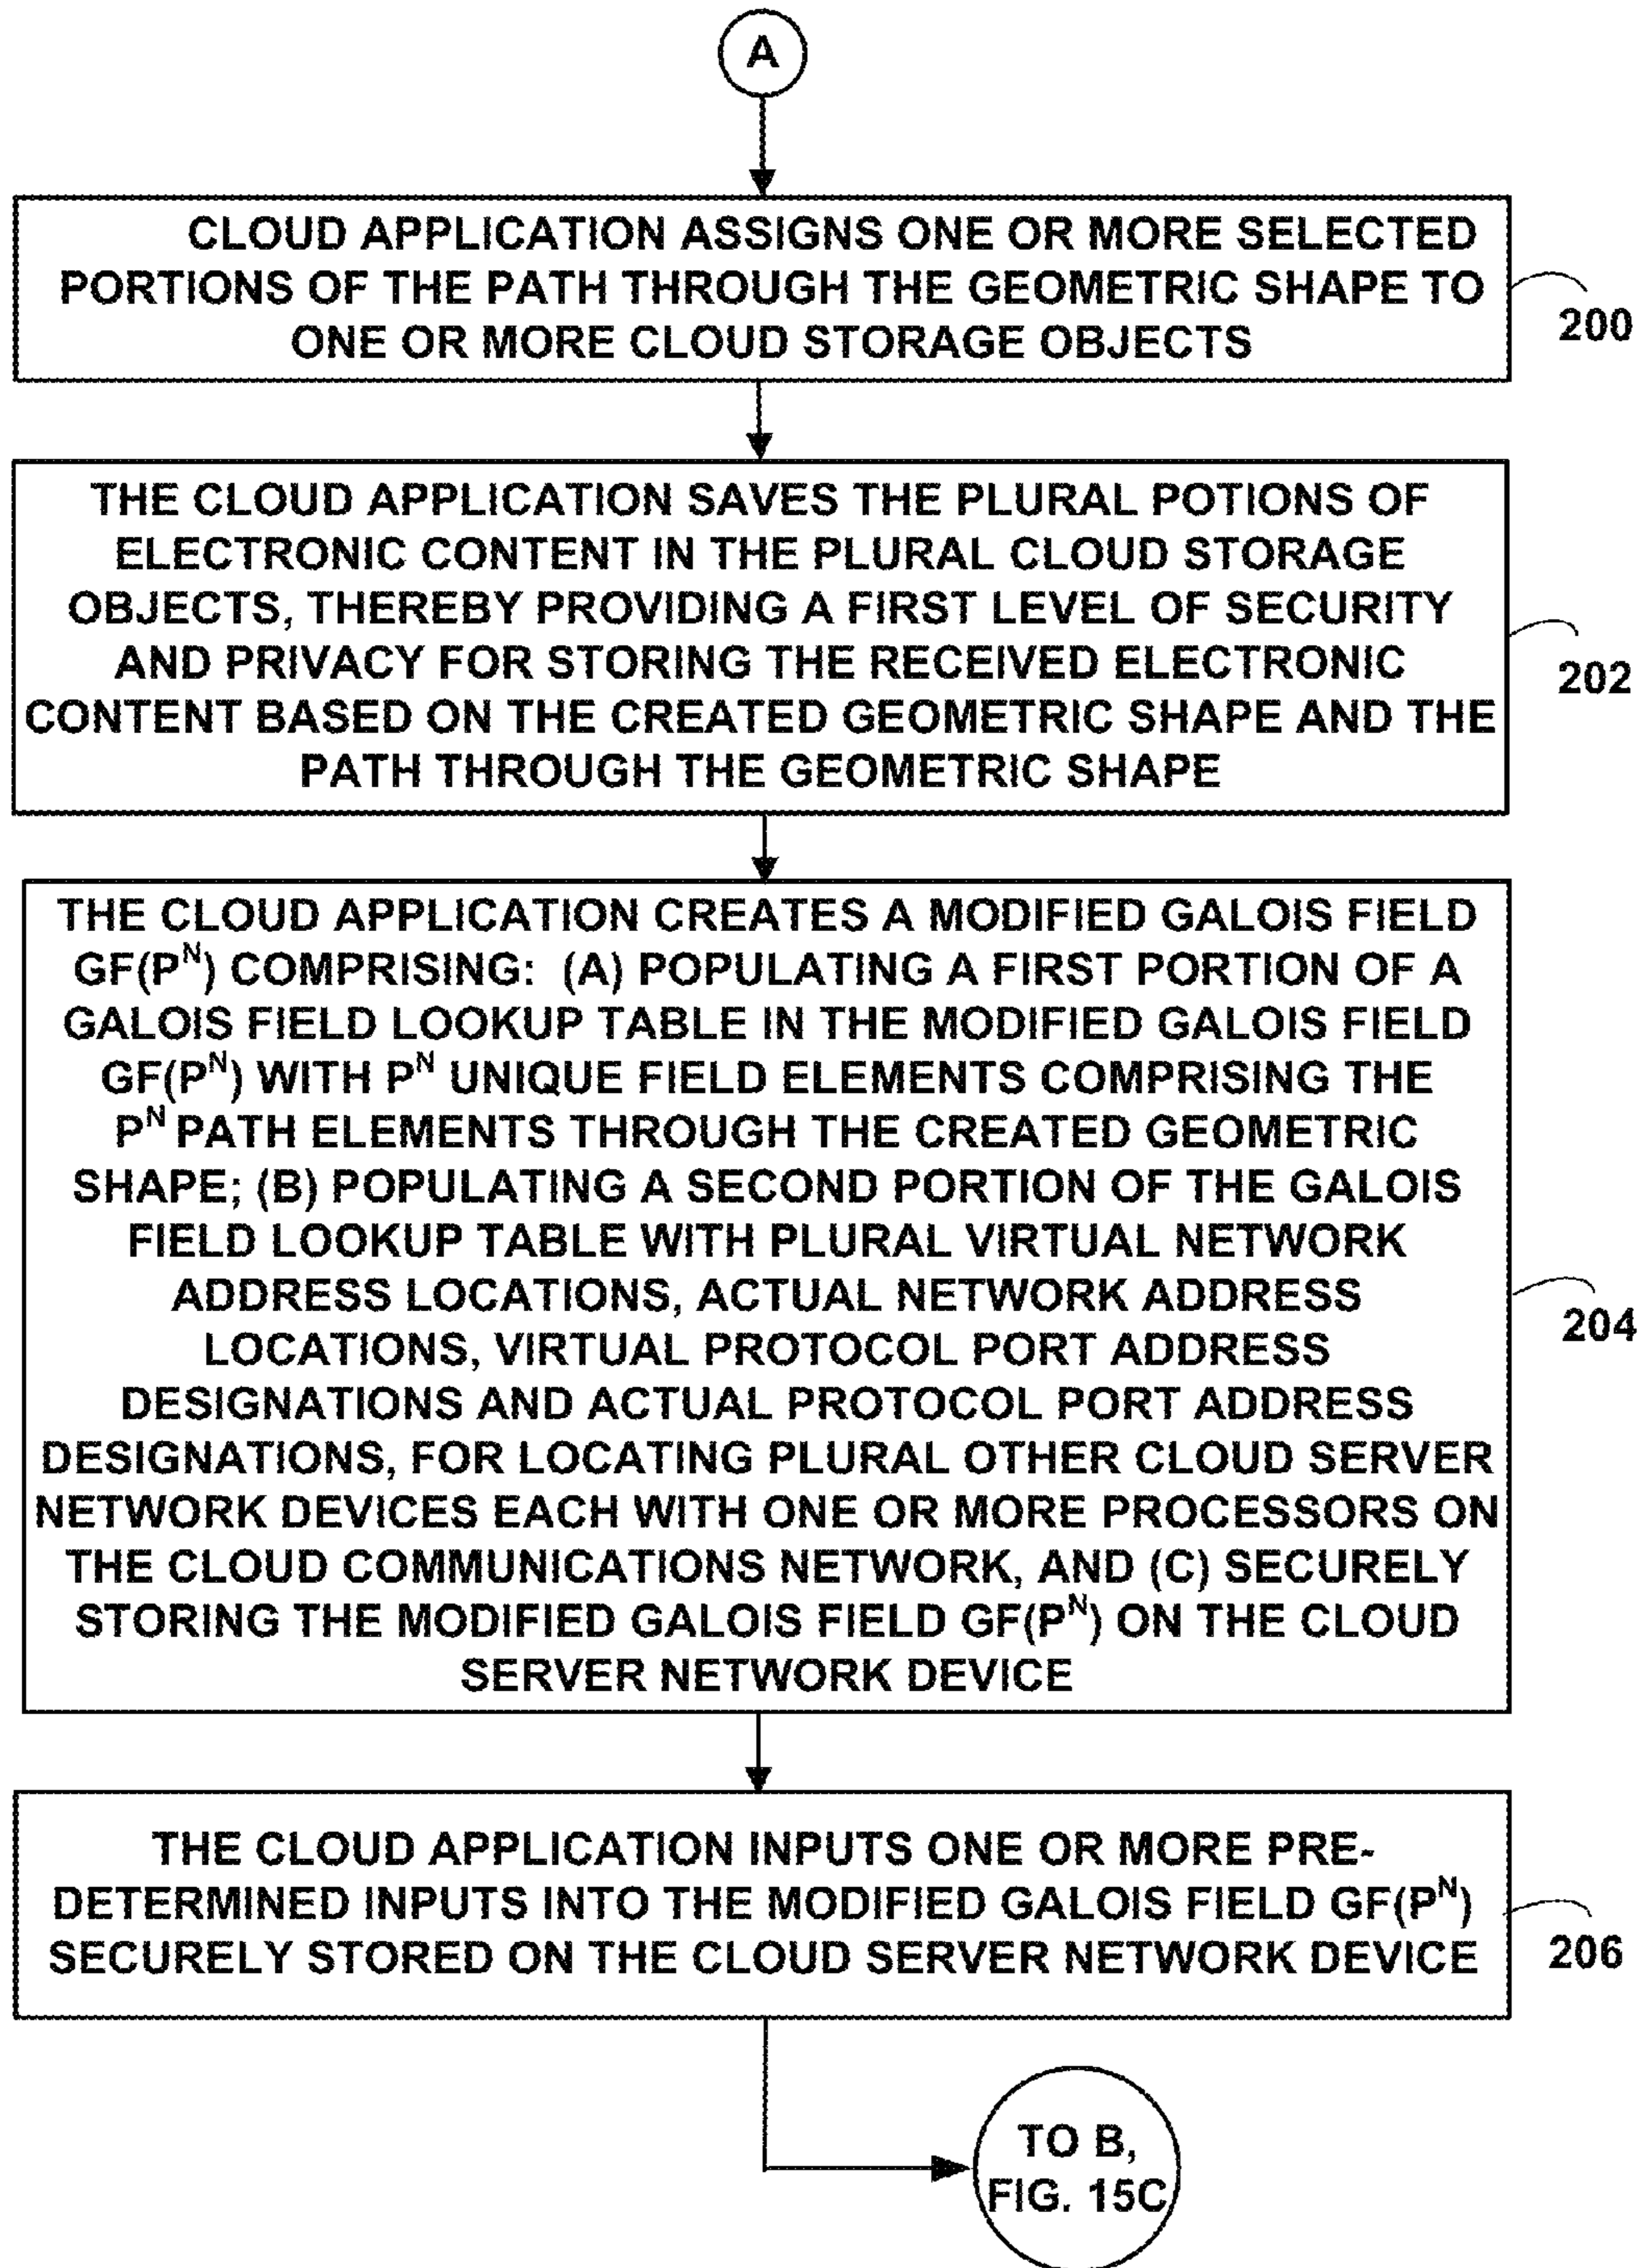 A
CLOUD APPLICATION ASSIGNS ONE OR MORE SELECTED
PORTIONS OF THE PATH THROUGH THE GEOMETRIC SHAPE TO
ONE OR MORE CLOUD STORAGE OBJECTS
200
THE CLOUD APPLICATION SAVES THE PLURAL POTIONS OF
ELECTRONIC CONTENT IN THE PLURAL CLOUD STORAGE
OBJECTS, THEREBY PROVIDING A FIRST LEVEL OF SECURITY
AND PRIVACY FOR STORING THE RECEIVED ELECTRONIC
CONTENT BASED ON THE CREATED GEOMETRIC SHAPE AND THE
PATH THROUGH THE GEOMETRIC SHAPE
202
THE CLOUD APPLICATION CREATES A MODIFIED GALOIS FIELD
GF(P^N) COMPRISING: (A) POPULATING A FIRST PORTION OF A
GALOIS FIELD LOOKUP TABLE IN THE MODIFIED GALOIS FIELD
GF(P^N) WITH P^N UNIQUE FIELD ELEMENTS COMPRISING THE
P^N PATH ELEMENTS THROUGH THE CREATED GEOMETRIC
SHAPE; (B) POPULATING A SECOND PORTION OF THE GALOIS
FIELD LOOKUP TABLE WITH PLURAL VIRTUAL NETWORK
ADDRESS LOCATIONS, ACTUAL NETWORK ADDRESS
LOCATIONS, VIRTUAL PROTOCOL PORT ADDRESS
DESIGNATIONS AND ACTUAL PROTOCOL PORT ADDRESS
DESIGNATIONS, FOR LOCATING PLURAL OTHER CLOUD SERVER
NETWORK DEVICES EACH WITH ONE OR MORE PROCESSORS ON
THE CLOUD COMMUNICATIONS NETWORK, AND (C) SECURELY
STORING THE MODIFIED GALOIS FIELD GF(P^N) ON THE CLOUD
SERVER NETWORK DEVICE
204
THE CLOUD APPLICATION INPUTS ONE OR MORE PRE-
DETERMINED INPUTS INTO THE MODIFIED GALOIS FIELD GF(P^N)
SECURELY STORED ON THE CLOUD SERVER NETWORK DEVICE
206
TO B,
FIG. 15C